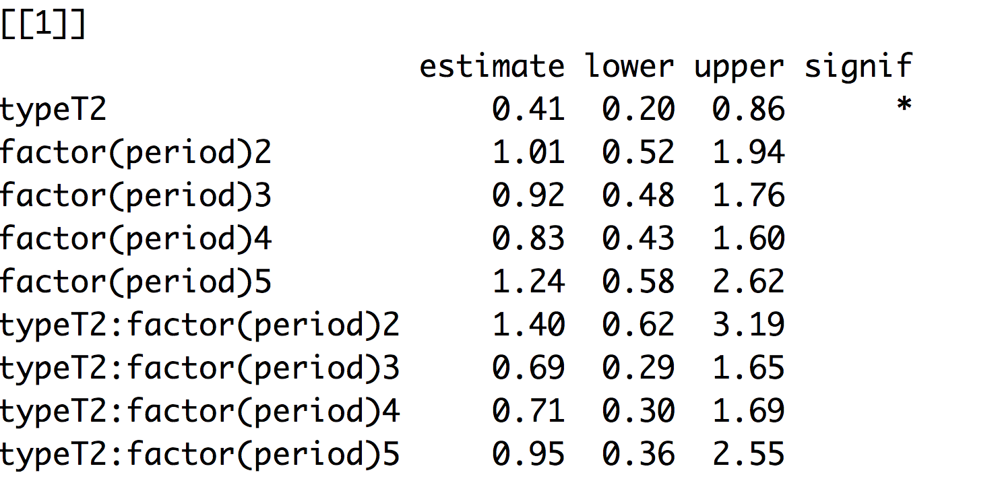 [[1]]
estimate lower upper signif
typeT2 0.41 0.20 0.86 *
factor(period)2 1.01 0.52 1.94
factor(period)3 0.92 0.48 1.76
factor(period)4 0.83 0.43 1.60
factor(period)5 1.24 0.58 2.62
typeT2:factor(period)2 1.40 0.62 3.19
typeT2:factor(period)3 0.69 0.29 1.65
typeT2:factor(period)4 0.71 0.30 1.69
typeT2:factor(period)5 0.95 0.36 2.55